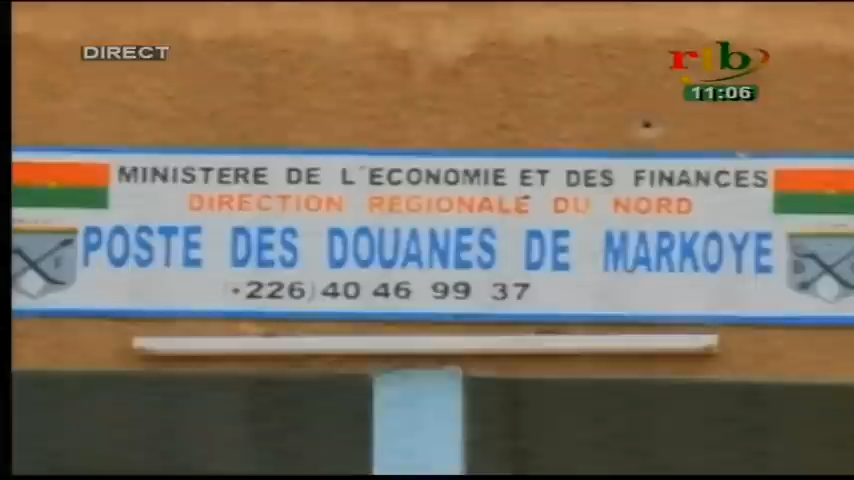 DIRECT
rtb
11:06
MINISTERE DE L'ECONOMIE ET DES FINANCES
DIRECTION REGIONALE DU NORD
POSTE DES DOUANES DE MARKOYE
(+226) 40 46 99 37